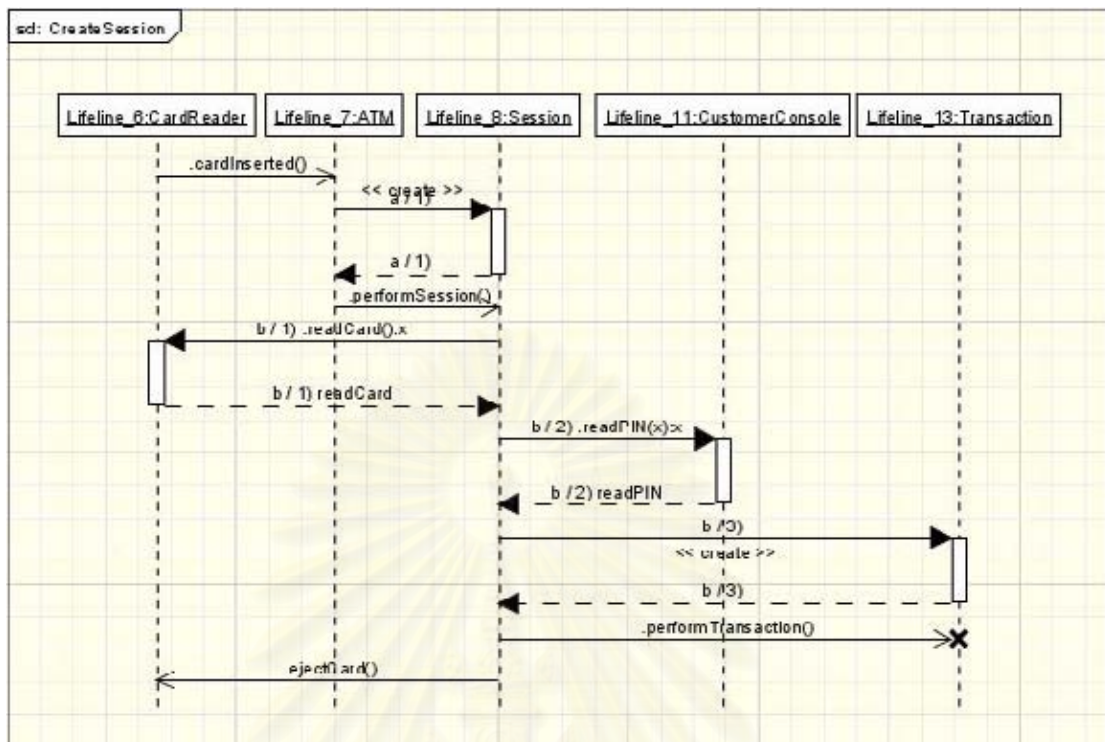 sd: CreateSession
Lifeline_6:CardReader Lifeline_7:ATM Lifeline_8:Session Lifeline_11:CustomerConsole Lifeline_13:Transaction
.cardInserted()
<< create >>
a / 1)
a / 1)
.performSession()
b / 1) .readCard():x
b / 1) readCard
b / 2) .readPIN(x):x
b / 2) readPIN
b / 3)
<< create >>
b / 3)
.performTransaction()
ejectCard()